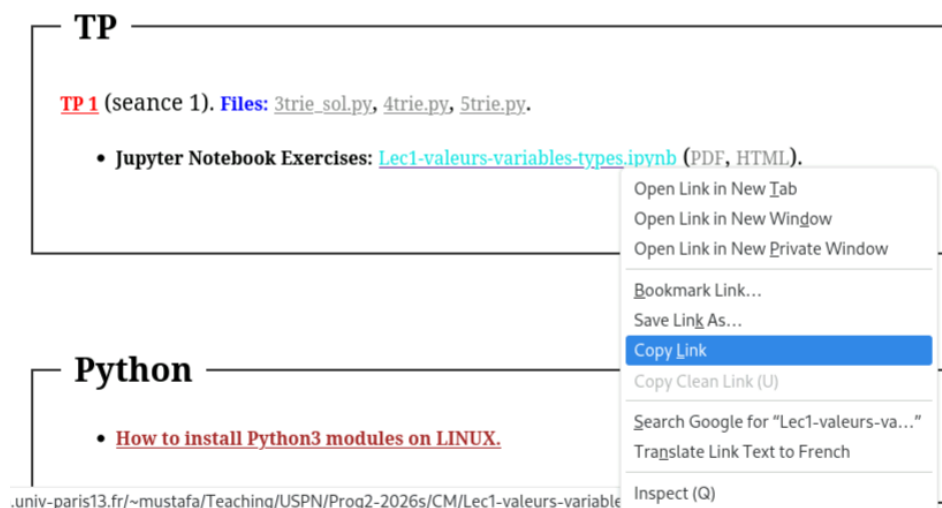 TP
TP 1 (seance 1). Files: 3trie_sol.py, 4trie.py, 5trie.py.
• Jupyter Notebook Exercises: Lec1-valeurs-variables-types.ipynb (PDF, HTML).
Open Link in New Tab
Open Link in New Window
Open Link in New Private Window
Bookmark Link...
Save Link As...
Copy Link
Copy Clean Link (U)
Search Google for “Lec1-valeurs-va...”
Translate Link Text to French
Inspect (Q)
Python
• How to install Python3 modules on LINUX.
.univ-paris13.fr/~mustafa/Teaching/USPN/Prog2-2026s/CM/Lec1-valeurs-variable